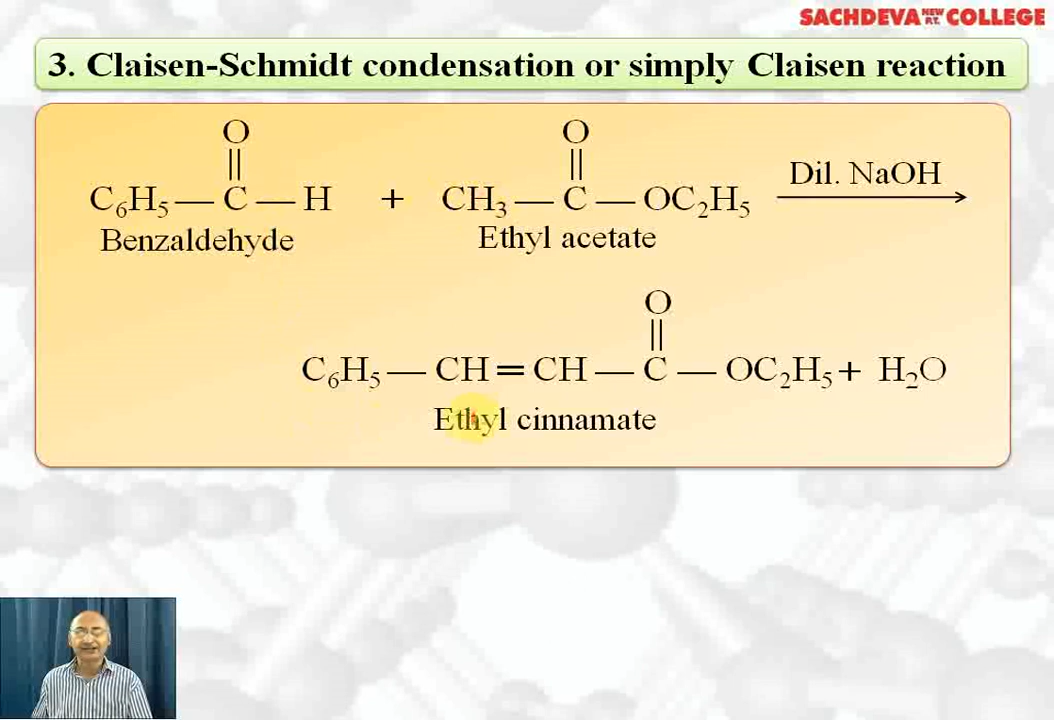 SACHDEVA NEW P.T. COLLEGE
3. Claisen-Schmidt condensation or simply Claisen reaction
O O
|| ||
C₆H₅ — C — H + CH₃ — C — OC₂H₅ Dil. NaOH →
Benzaldehyde Ethyl acetate
O
||
C₆H₅ — CH = CH — C — OC₂H₅ + H₂O
Ethyl cinnamate